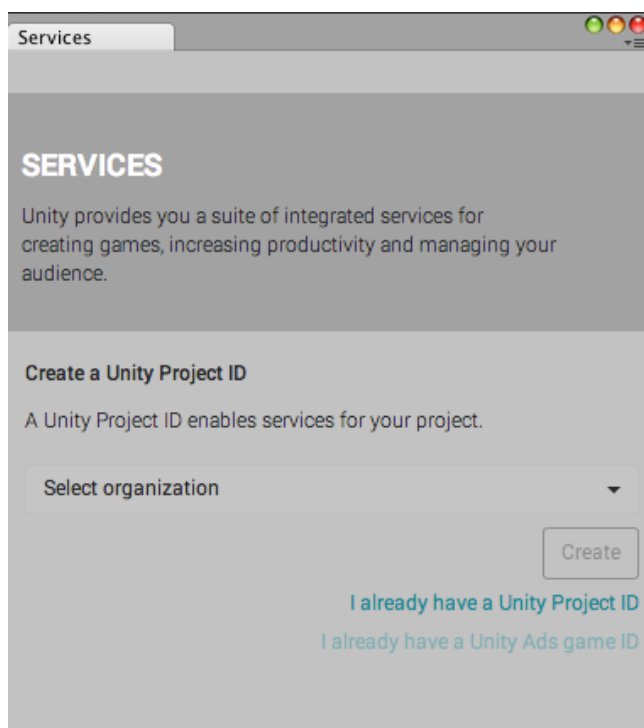 Services
SERVICES
Unity provides you a suite of integrated services for
creating games, increasing productivity and managing your
audience.
Create a Unity Project ID
A Unity Project ID enables services for your project.
Select organization
Create
I already have a Unity Project ID
I already have a Unity Ads game ID